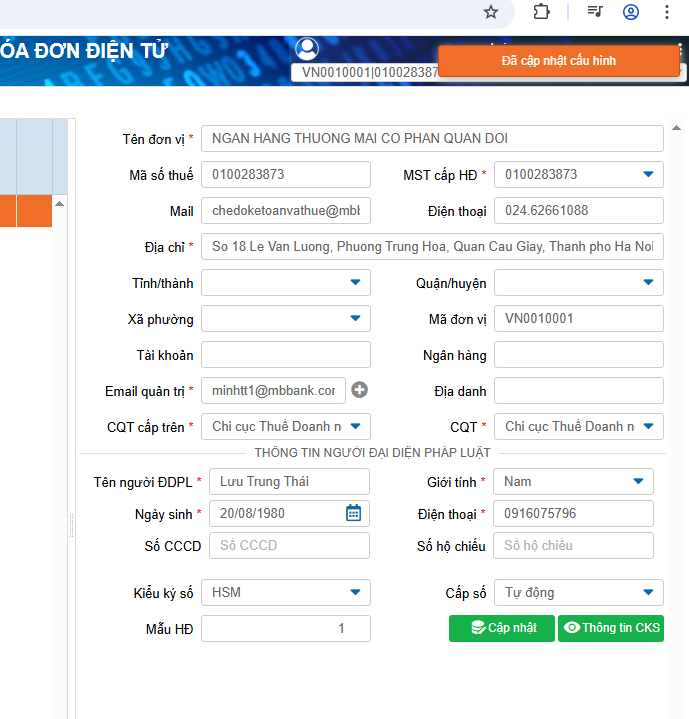 ÓA ĐƠN ĐIỆN TỬ
VN0010001|010028387
Đã cập nhật cấu hình
Tên đơn vị * NGAN HANG THUONG MAI CO PHAN QUAN DOI
Mã số thuế 0100283873 MST cấp HĐ * 0100283873
Mail chedoketoanvathue@mbb Điện thoại 024.62661088
Địa chỉ * So 18 Le Van Luong, Phuong Trung Hoa, Quan Cau Giay, Thanh pho Ha Noi
Tỉnh/thành Quận/huyện
Xã phường Mã đơn vị VN0010001
Tài khoản Ngân hàng
Email quản trị * minhtt1@mbbank.cor Địa danh
CQT cấp trên * Chi cục Thuế Doanh n CQT * Chi cục Thuế Doanh n
THÔNG TIN NGƯỜI ĐẠI DIỆN PHÁP LUẬT
Tên người ĐDPL * Lưu Trung Thái Giới tính * Nam
Ngày sinh * 20/08/1980 Điện thoại * 0916075796
Số CCCD Số CCCD Số hộ chiếu Số hộ chiếu
Kiểu ký số HSM Cấp số Tự động
Mẫu HĐ 1 Cập nhật Thông tin CKS